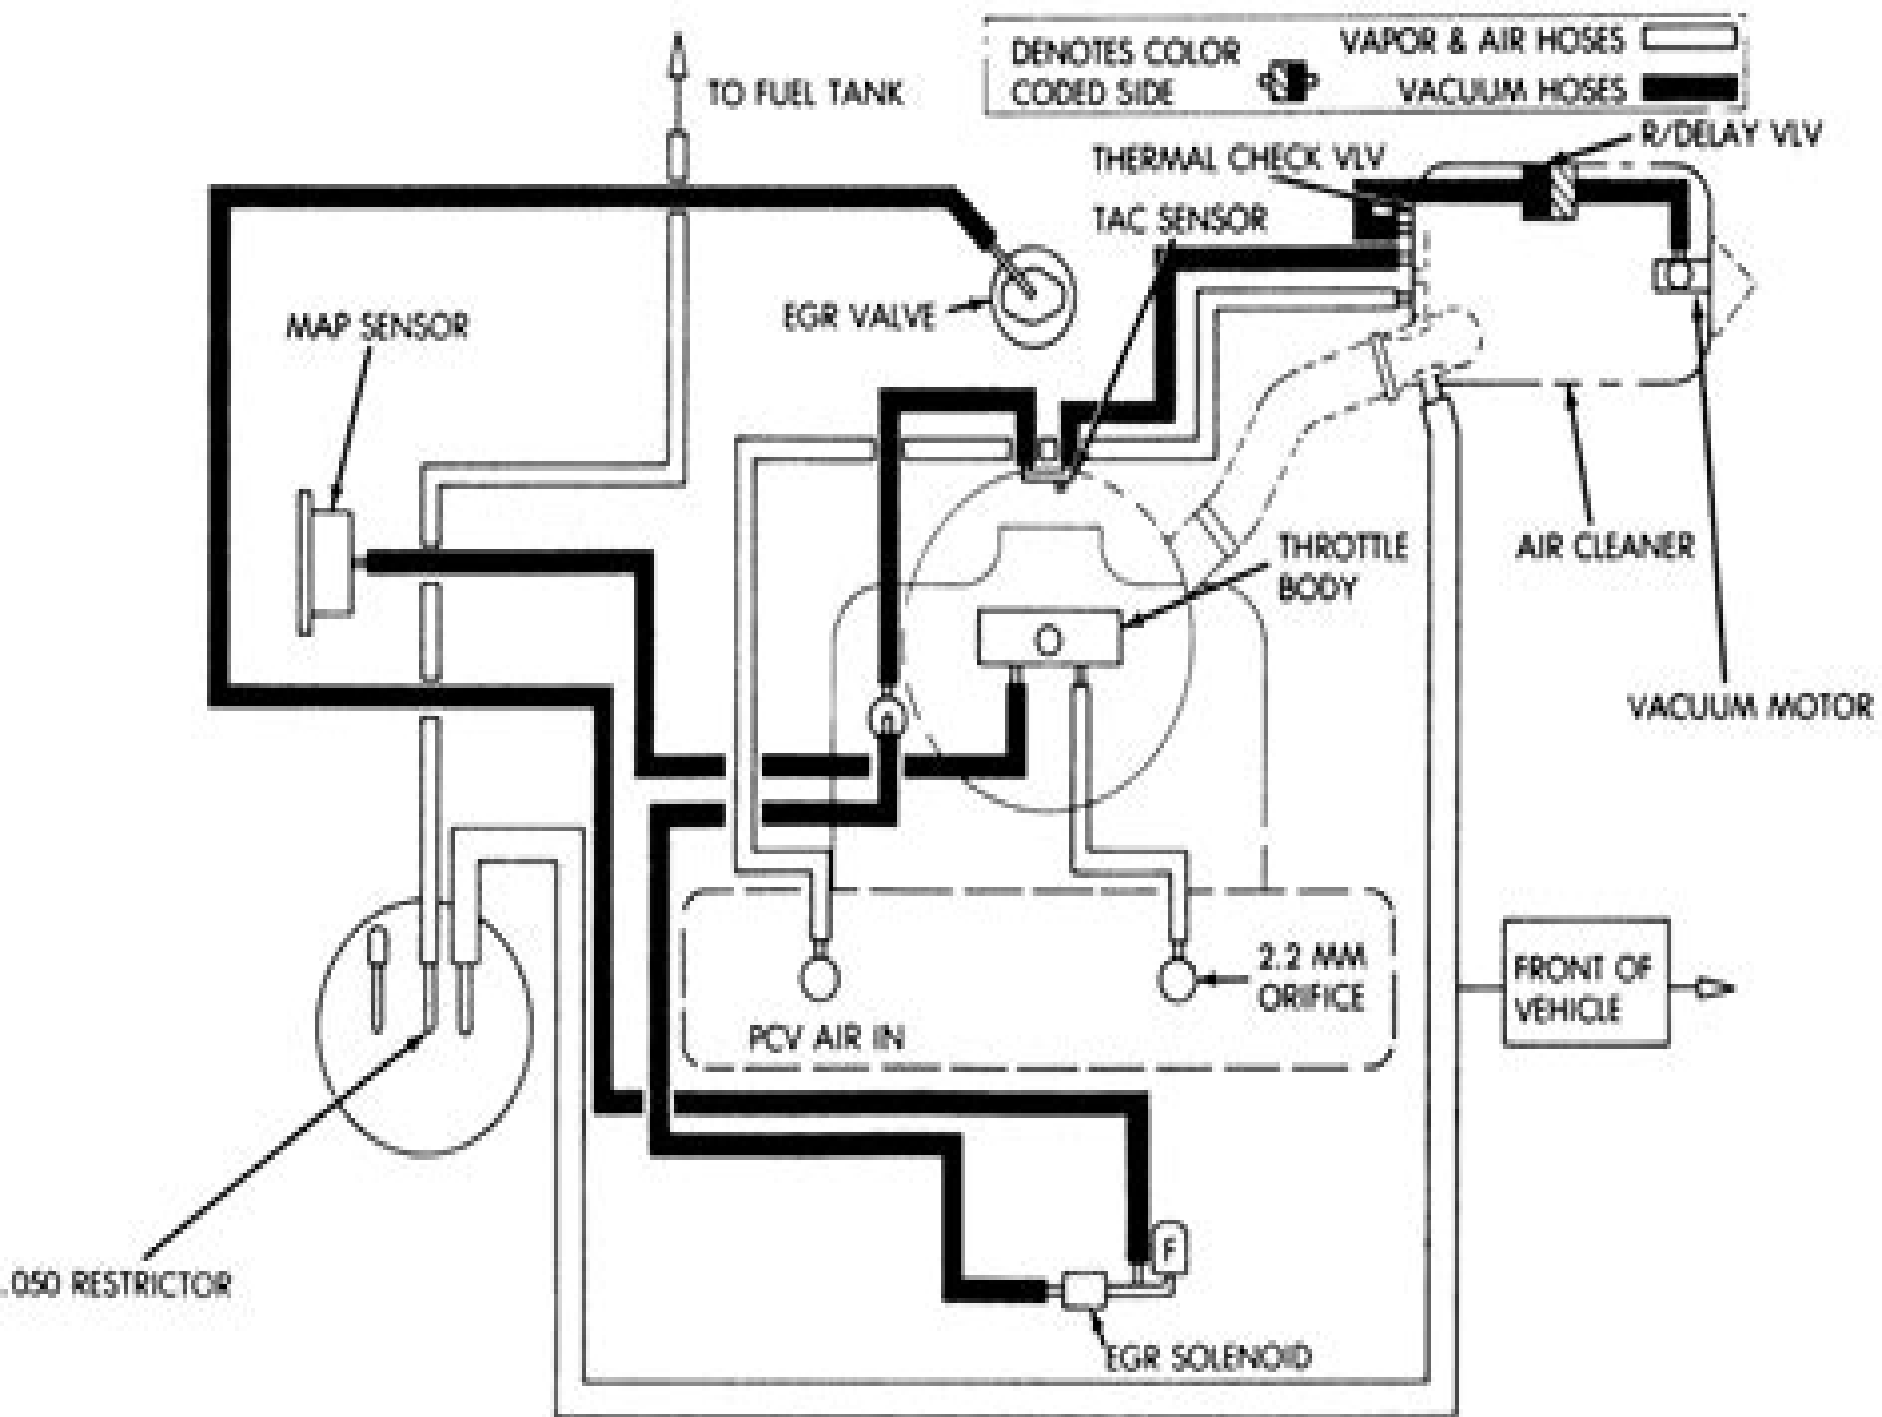 DENOTES COLOR
CODED SIDE
VAPOR & AIR HOSES
VACUUM HOSES
TO FUEL TANK
R/DELAY VLV
THERMAL CHECK VLV
TAC SENSOR
EGR VALVE
MAP SENSOR
THROTTLE
BODY
AIR CLEANER
VACUUM MOTOR
2.2 MM
ORIFICE
FRONT OF
VEHICLE
PCV AIR IN
.050 RESTRICTOR
F
EGR SOLENOID